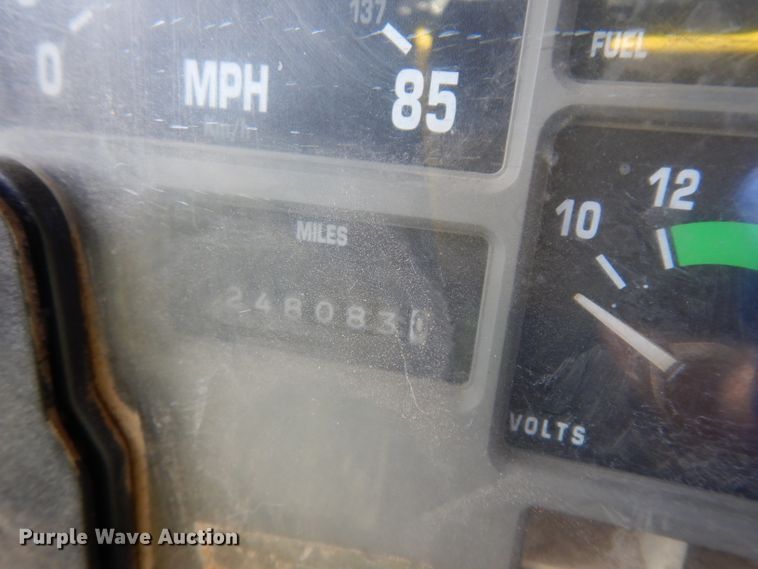 137
FUEL
0
MPH
85
12
10
MILES
248083
VOLTS
Purple Wave Auction